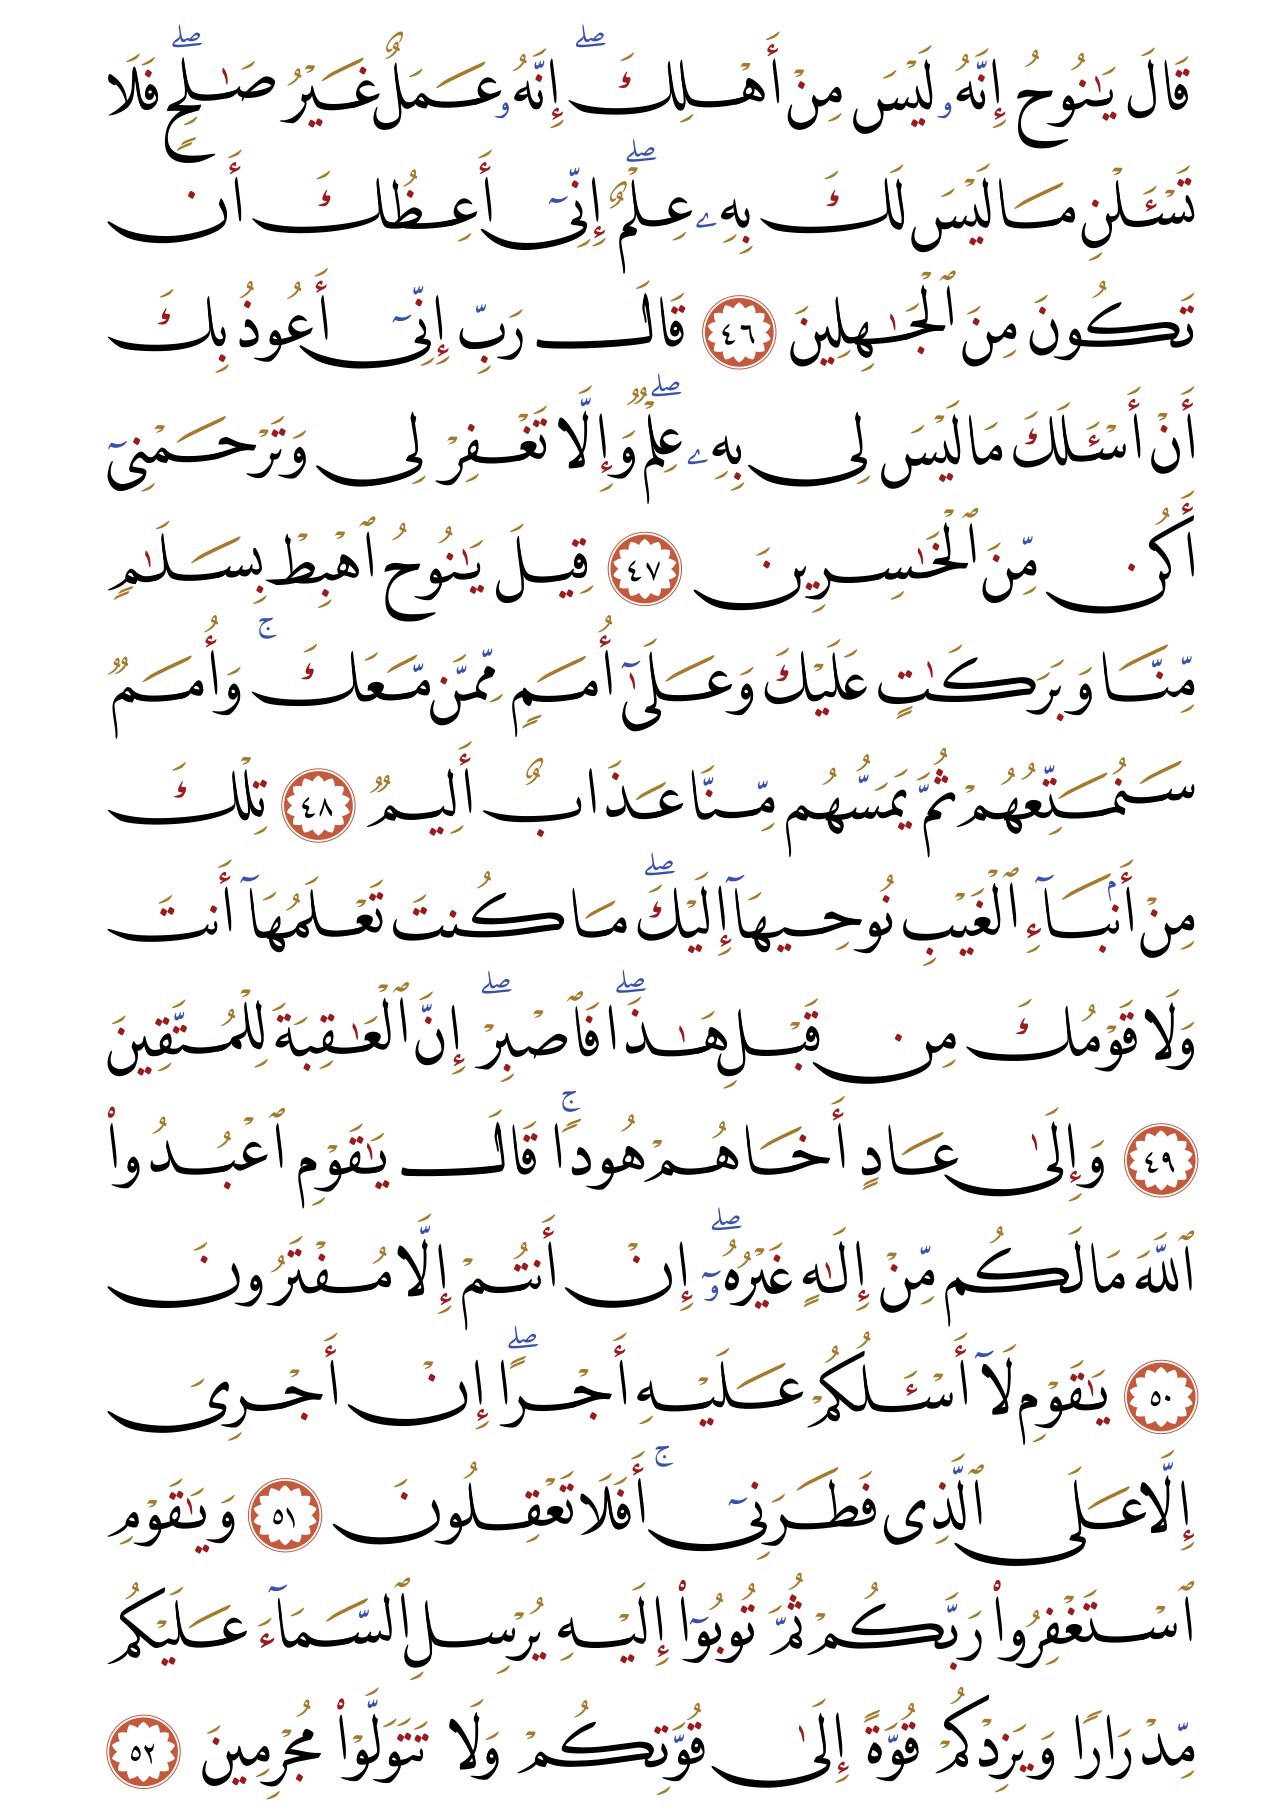 قَالَ يَٰنُوحُ إِنَّهُۥ لَيْسَ مِنْ أَهْلِكَ ۖ إِنَّهُۥ عَمَلٌ غَيْرُ صَٰلِحٍ ۖ فَلَا
تَسْـَٔلْنِ مَا لَيْسَ لَكَ بِهِۦ عِلْمٌ ۖ إِنِّىٓ أَعِظُكَ أَن
تَكُونَ مِنَ ٱلْجَٰهِلِينَ ٤٦ قَالَ رَبِّ إِنِّىٓ أَعُوذُ بِكَ
أَنْ أَسْـَٔلَكَ مَا لَيْسَ لِى بِهِۦ عِلْمٌ ۖ وَإِلَّا تَغْفِرْ لِى وَتَرْحَمْنِىٓ
أَكُن مِّنَ ٱلْخَٰسِرِينَ ٤٧ قِيلَ يَٰنُوحُ ٱهْبِطْ بِسَلَٰمٍ
مِّنَّا وَبَرَكَٰتٍ عَلَيْكَ وَعَلَىٰٓ أُمَمٍ مِّمَّن مَّعَكَ ۚ وَأُمَمٌ
سَنُمَتِّعُهُمْ ثُمَّ يَمَسُّهُم مِّنَّا عَذَابٌ أَلِيمٌ ٤٨ تِلْكَ
مِنْ أَنۢبَآءِ ٱلْغَيْبِ نُوحِيهَآ إِلَيْكَ ۖ مَا كُنتَ تَعْلَمُهَآ أَنتَ
وَلَا قَوْمُكَ مِن قَبْلِ هَٰذَا ۖ فَٱصْبِرْ ۖ إِنَّ ٱلْعَٰقِبَةَ لِلْمُتَّقِينَ
٤٩ وَإِلَىٰ عَادٍ أَخَاهُمْ هُودًا ۚ قَالَ يَٰقَوْمِ ٱعْبُدُوا۟
ٱللَّهَ مَا لَكُم مِّنْ إِلَٰهٍ غَيْرُهُۥٓ ۖ إِنْ أَنتُمْ إِلَّا مُفْتَرُونَ
٥٠ يَٰقَوْمِ لَآ أَسْـَٔلُكُمْ عَلَيْهِ أَجْرًا ۖ إِنْ أَجْرِىَ
إِلَّا عَلَى ٱلَّذِى فَطَرَنِىٓ ۚ أَفَلَا تَعْقِلُونَ ٥١ وَيَٰقَوْمِ
ٱسْتَغْفِرُوا۟ رَبَّكُمْ ثُمَّ تُوبُوٓا۟ إِلَيْهِ يُرْسِلِ ٱلسَّمَآءَ عَلَيْكُم
مِّدْرَارًا وَيَزِدْكُمْ قُوَّةً إِلَىٰ قُوَّتِكُمْ وَلَا تَتَوَلَّوْا۟ مُجْرِمِينَ ٥٢